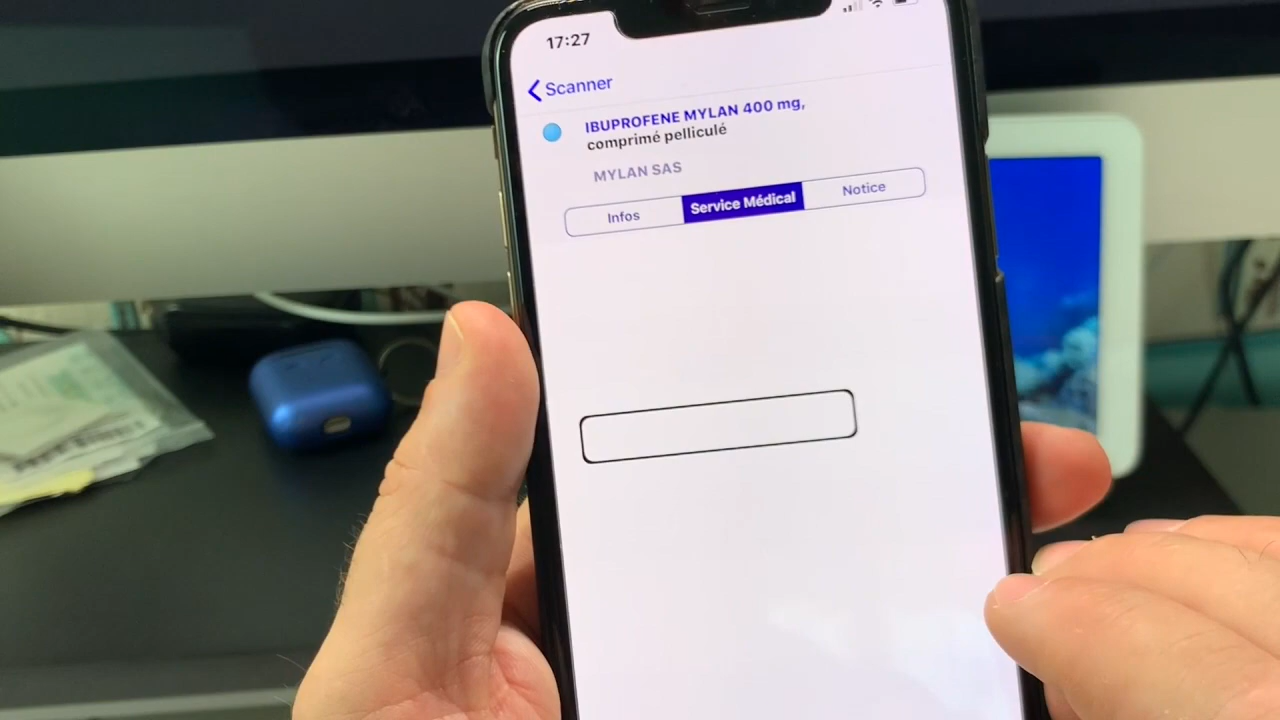 17:27
Scanner
IBUPROFENE MYLAN 400 mg,
comprimé pelliculé
MYLAN SAS
Infos
Service Médical
Notice